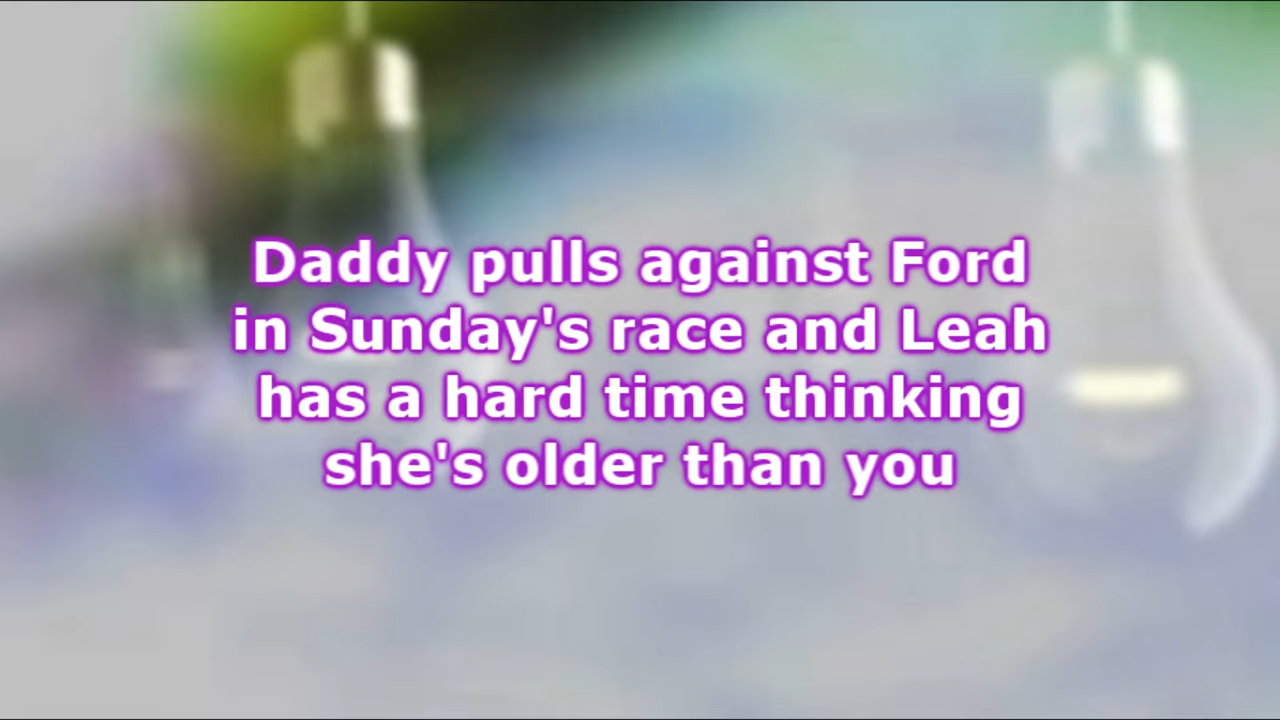 Daddy pulls against Ford
in Sunday's race and Leah
has a hard time thinking
she's older than you